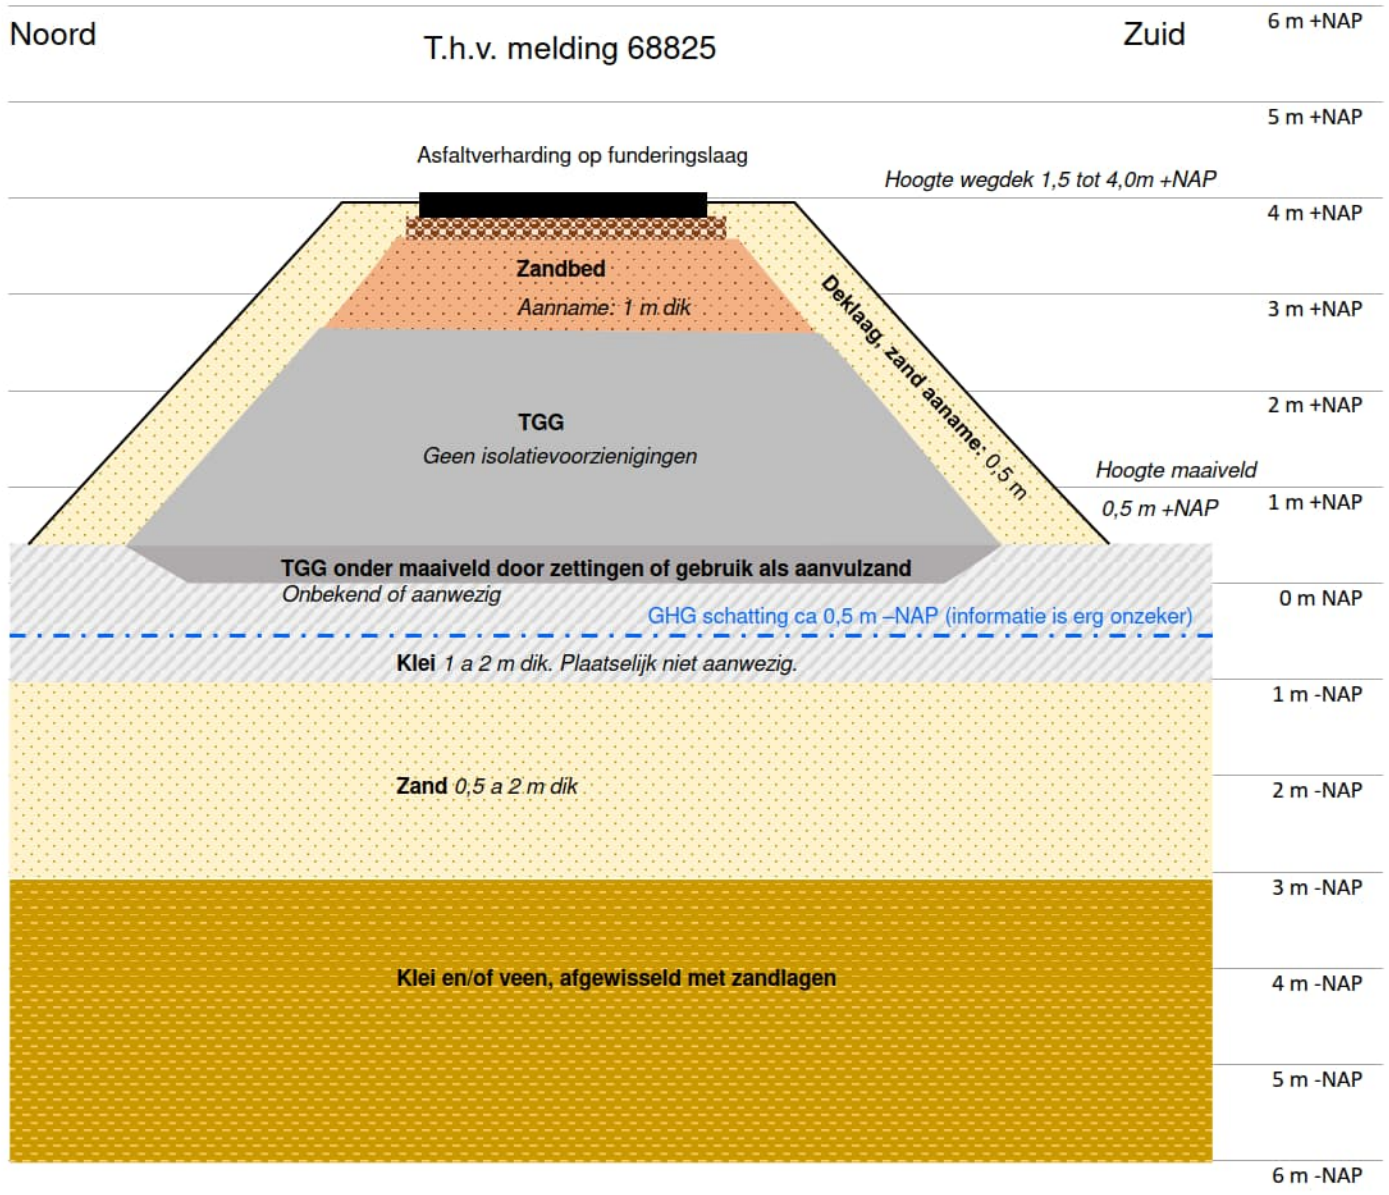 Noord
T.h.v. melding 68825
Zuid
6 m +NAP
5 m +NAP
Asfaltverharding op funderingslaag
Hoogte wegdek 1,5 tot 4,0m +NAP
4 m +NAP
Zandbed
Aanname: 1 m dik
Deklaag, zand aaname: 0,5 m
3 m +NAP
2 m +NAP
TGG
Geen isolatievoorzienigingen
Hoogte maaiveld
0,5 m +NAP
1 m +NAP
TGG onder maaiveld door zettingen of gebruik als aanvulzand
Onbekend of aanwezig
0 m NAP
GHG schatting ca 0,5 m –NAP (informatie is erg onzeker)
Klei 1 a 2 m dik. Plaatselijk niet aanwezig.
1 m -NAP
Zand 0,5 a 2 m dik
2 m -NAP
3 m -NAP
Klei en/of veen, afgewisseld met zandlagen
4 m -NAP
5 m -NAP
6 m -NAP